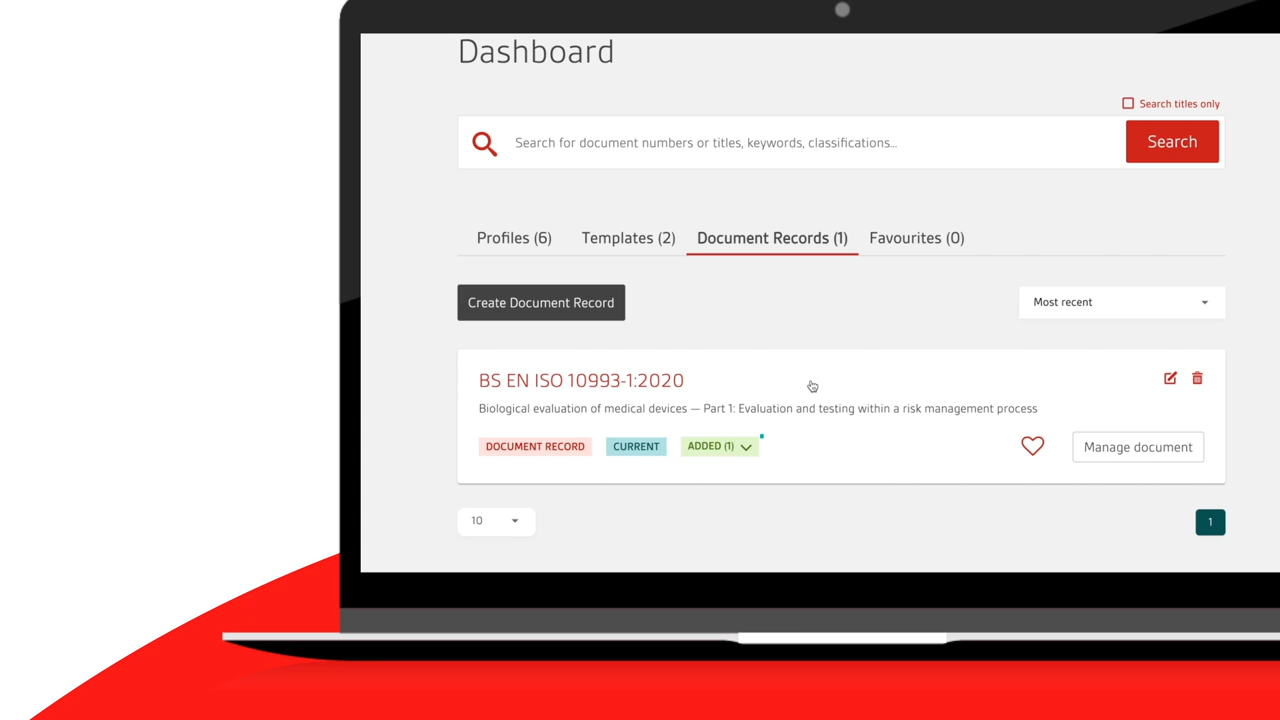 Dashboard
Search titles only
Search for document numbers or titles, keywords, classifications...
Search
Profiles (6)
Templates (2)
Document Records (1)
Favourites (0)
Create Document Record
Most recent
BS EN ISO 10993-1:2020
Biological evaluation of medical devices — Part 1: Evaluation and testing within a risk management process
DOCUMENT RECORD
CURRENT
ADDED (1)
Manage document
10
1